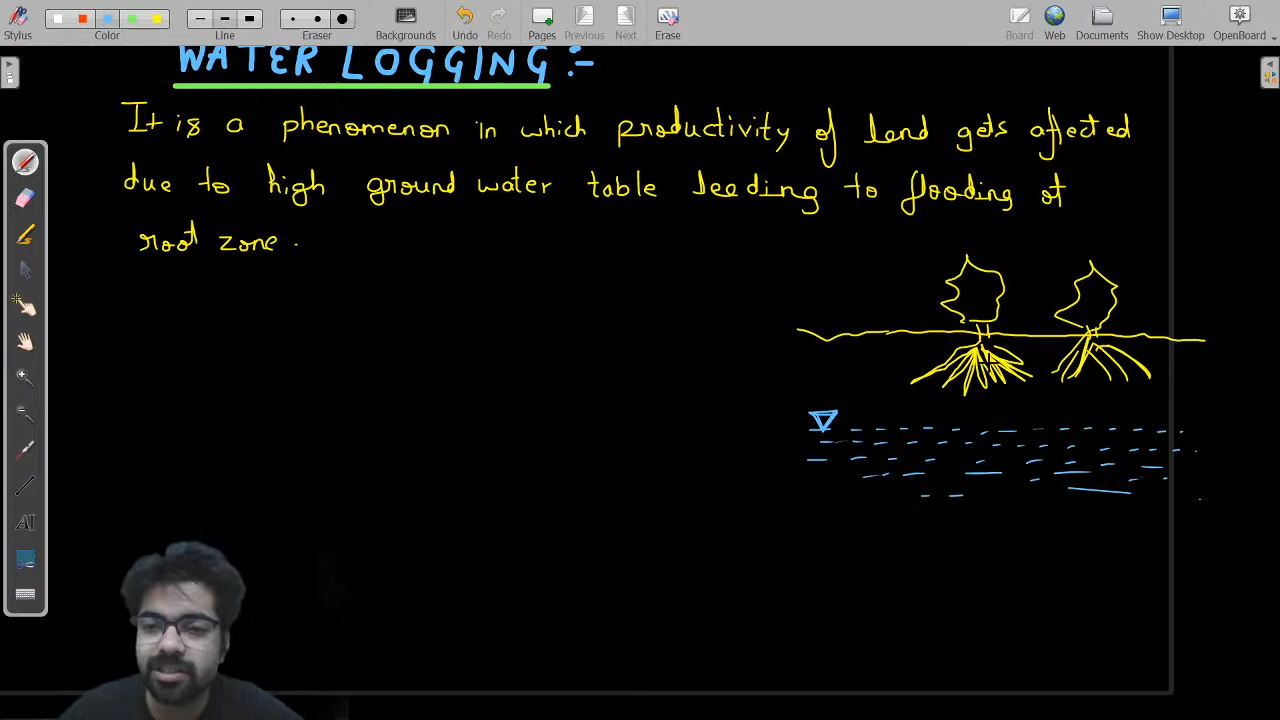 Stylus
Color
Line
Eraser
Backgrounds
Undo
Redo
Pages
Previous
Next
Erase
Board
Web
Documents
Show Desktop
OpenBoard
WATER LOGGING :-
It is a phenomenon in which productivity of land gets affected
due to high ground water table leeding to flooding of
root zone .
AI